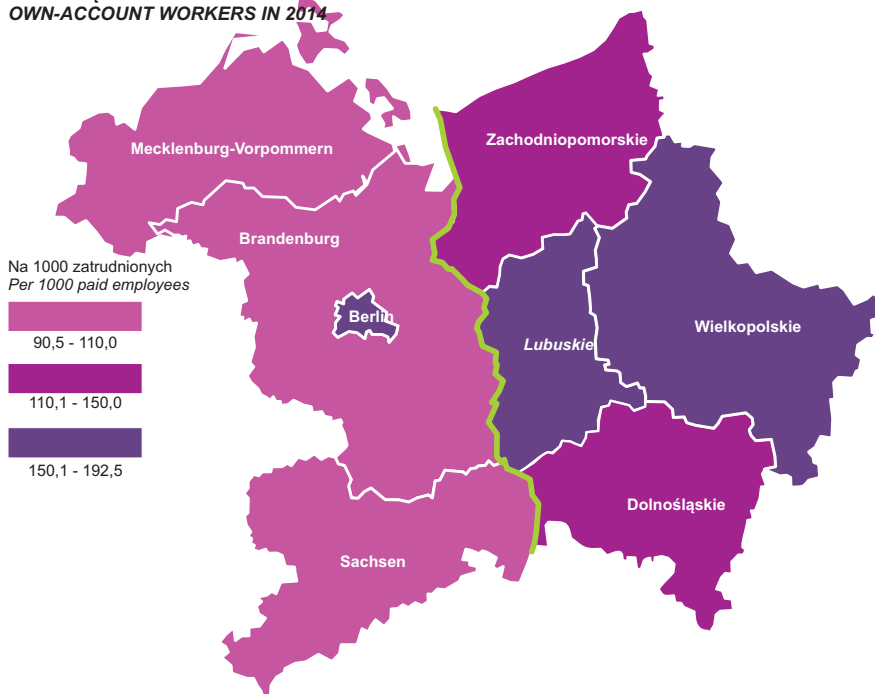 OWN-ACCOUNT WORKERS IN 2014
Mecklenburg-Vorpommern
Zachodniopomorskie
Brandenburg
Na 1000 zatrudnionych
Per 1000 paid employees
Berlin
90,5 - 110,0
Lubuskie
Wielkopolskie
110,1 - 150,0
150,1 - 192,5
Dolnośląskie
Sachsen